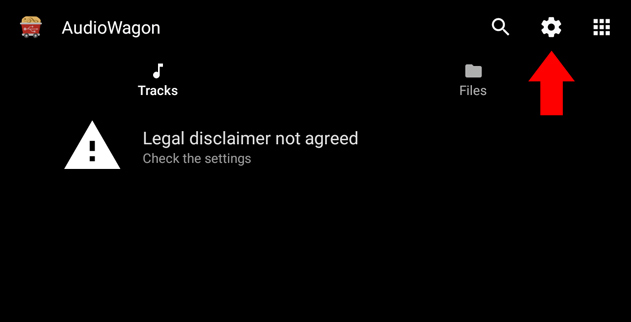 AudioWagon
Tracks
Files
Legal disclaimer not agreed
Check the settings